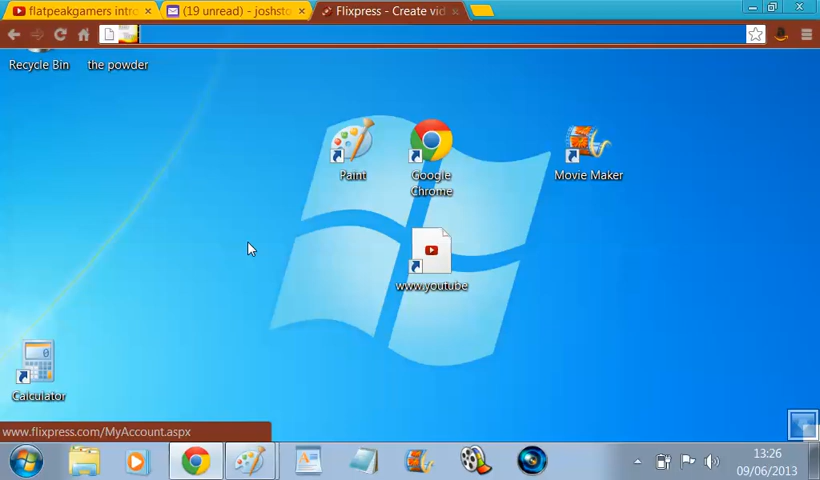 flatpeakgamers intro
(19 unread) - joshsto
Flixpress - Create vid
Recycle Bin
the powder
Paint
Google Chrome
Movie Maker
www.youtube
Calculator
www.flixpress.com/MyAccount.aspx
13:26
09/06/2013